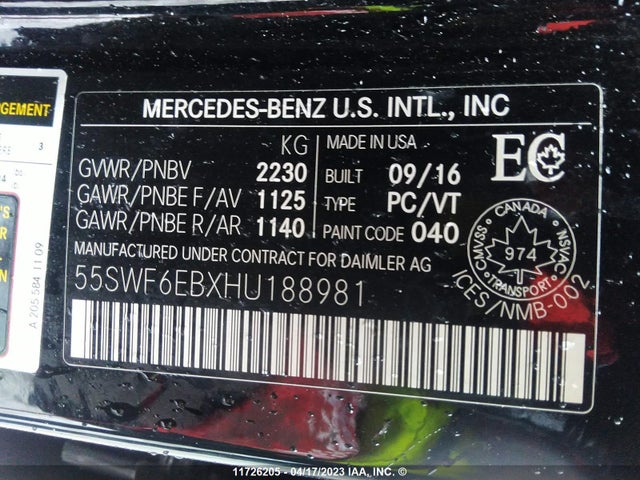 MERCEDES-BENZ U.S. INTL., INC
KG
GVWR/PNBV 2230
GAWR/PNBE F/AV 1125
GAWR/PNBE R/AR 1140
MADE IN USA
BUILT 09/16
TYPE PC/VT
PAINT CODE 040
EC
CANADA
CMVSS NSVAC
974
TRANSPORT
ICES/NMB-002
MANUFACTURED UNDER CONTRACT FOR DAIMLER AG
55SWF6EBXHU188981
3
A 205 584 11 09
11726205 - 04/17/2023 IAA, INC. ©